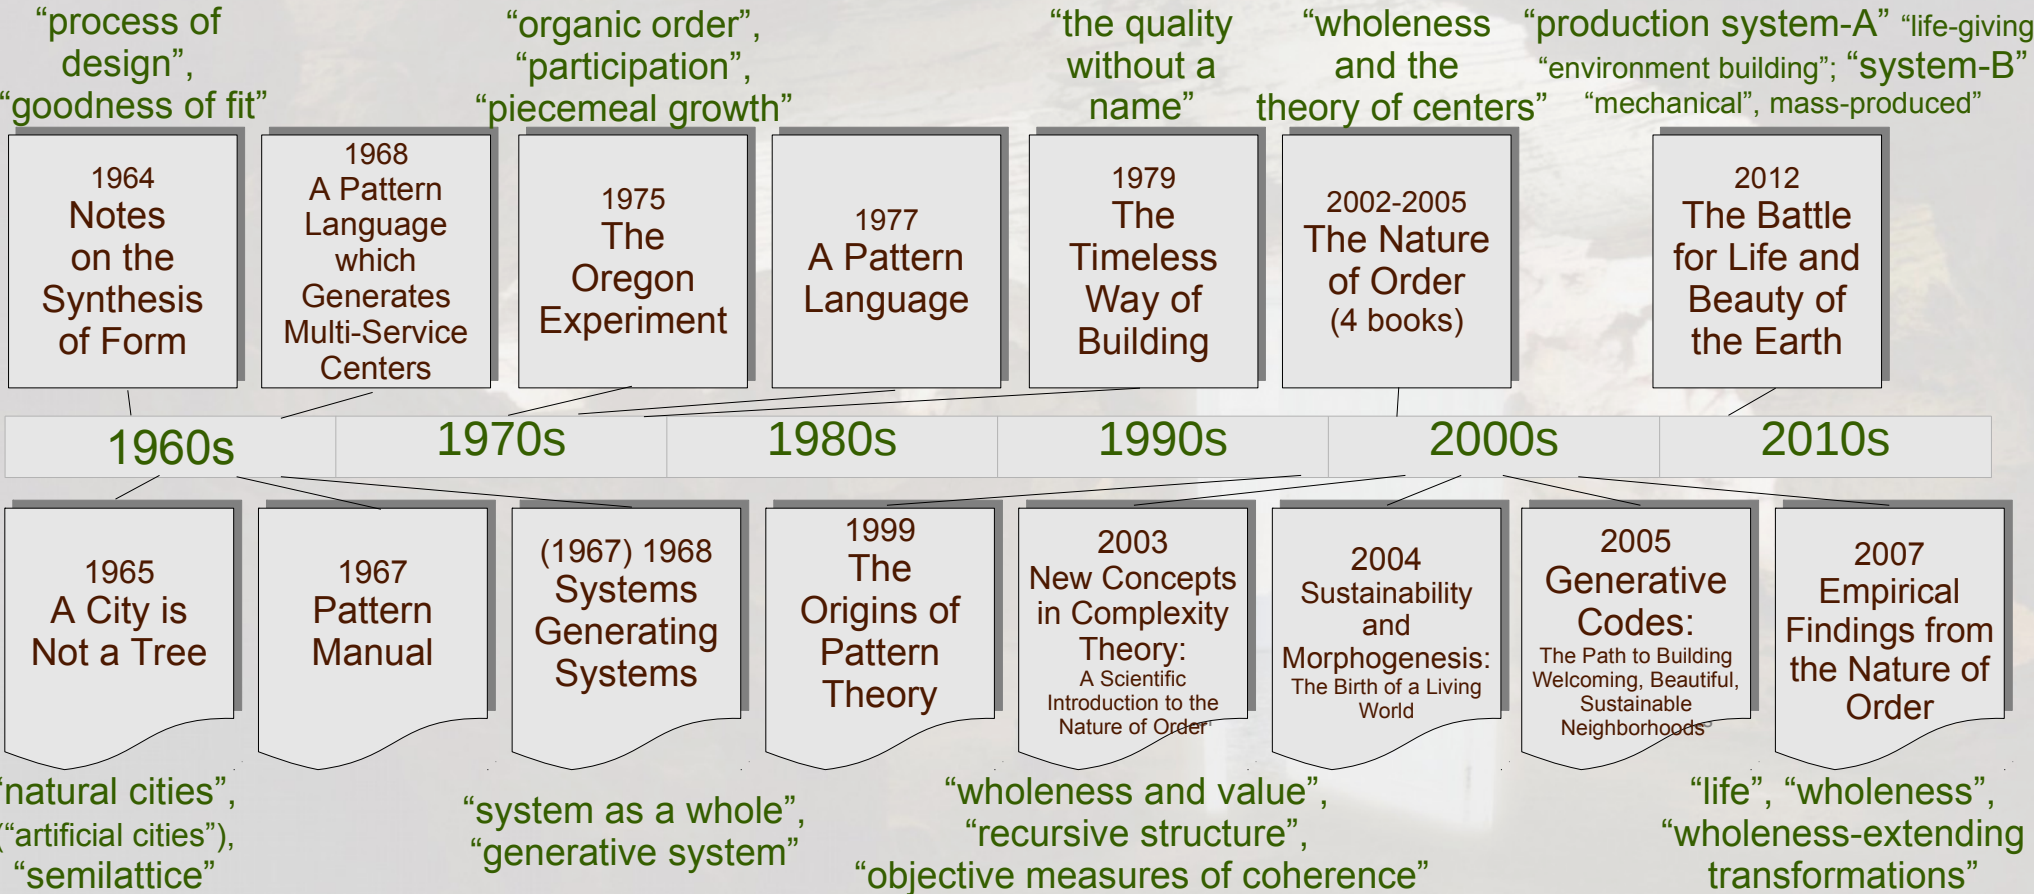 “process of
design”,
“goodness of fit”
“organic order”,
“participation”,
“piecemeal growth”
“the quality
without a
name”
“wholeness
and the
theory of centers”
“production system-A” “life-giving
“environment building”; “system-B”
“mechanical”, mass-produced”
1964
Notes
on the
Synthesis
of Form
1968
A Pattern
Language
which
Generates
Multi-Service
Centers
1975
The
Oregon
Experiment
1977
A Pattern
Language
1979
The
Timeless
Way of
Building
2002-2005
The Nature
of Order
(4 books)
2012
The Battle
for Life and
Beauty of
the Earth
1960s
1970s
1980s
1990s
2000s
2010s
1965
A City is
Not a Tree
1967
Pattern
Manual
(1967) 1968
Systems
Generating
Systems
1999
The
Origins of
Pattern
Theory
2003
New Concepts
in Complexity
Theory:
A Scientific
Introduction to the
Nature of Order'
2004
Sustainability
and
Morphogenesis:
The Birth of a Living
World
2005
Generative
Codes:
The Path to Building
Welcoming, Beautiful,
Sustainable
Neighborhoods
2007
Empirical
Findings from
the Nature of
Order
“natural cities”,
(“artificial cities”),
“semilattice”
“system as a whole”,
“generative system”
“wholeness and value”,
“recursive structure”,
“objective measures of coherence”
“life”, “wholeness”,
“wholeness-extending
transformations”